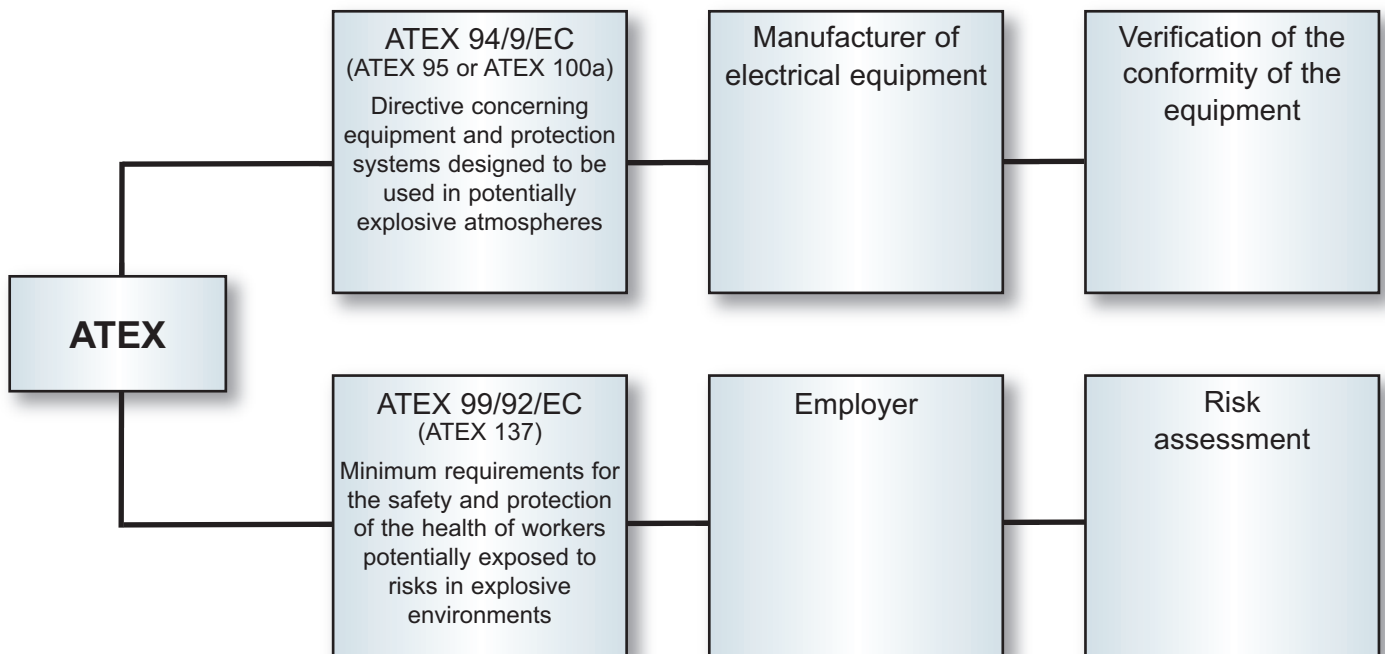 ATEX
ATEX 94/9/EC
(ATEX 95 or ATEX 100a)
Directive concerning
equipment and protection
systems designed to be
used in potentially
explosive atmospheres
Manufacturer of
electrical equipment
Verification of the
conformity of the
equipment
ATEX 99/92/EC
(ATEX 137)
Minimum requirements for
the safety and protection
of the health of workers
potentially exposed to
risks in explosive
environments
Employer
Risk
assessment